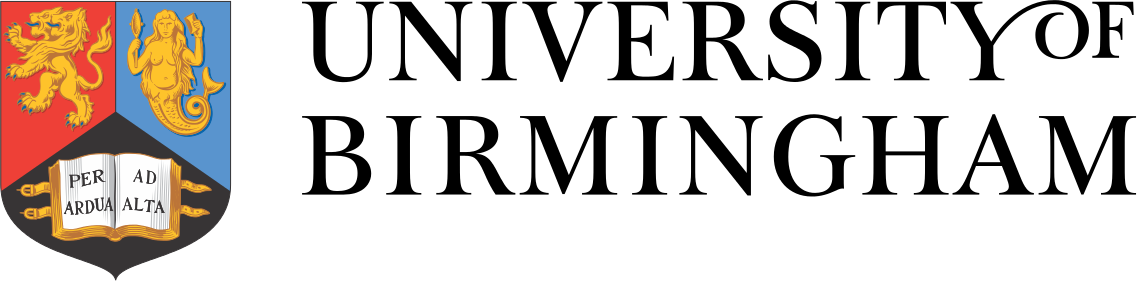 UNIVERSITY OF
BIRMINGHAM
PER AD
ARDUA ALTA